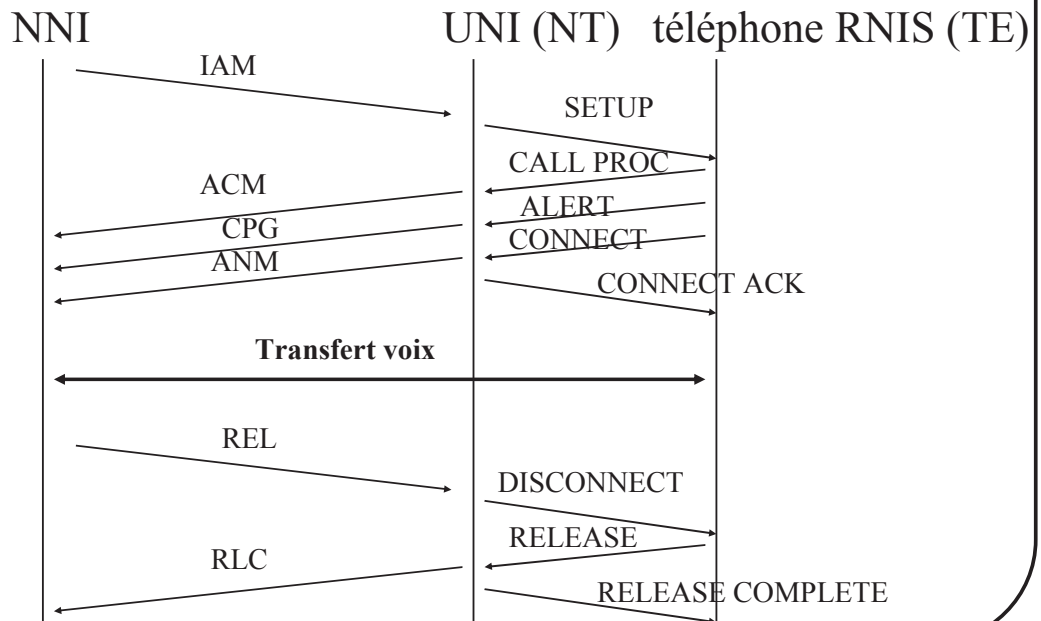 NNI UNI (NT) téléphone RNIS (TE)
IAM
SETUP
CALL PROC
ACM
ALERT
CPG
CONNECT
ANM
CONNECT ACK
Transfert voix
REL
DISCONNECT
RELEASE
RLC
RELEASE COMPLETE